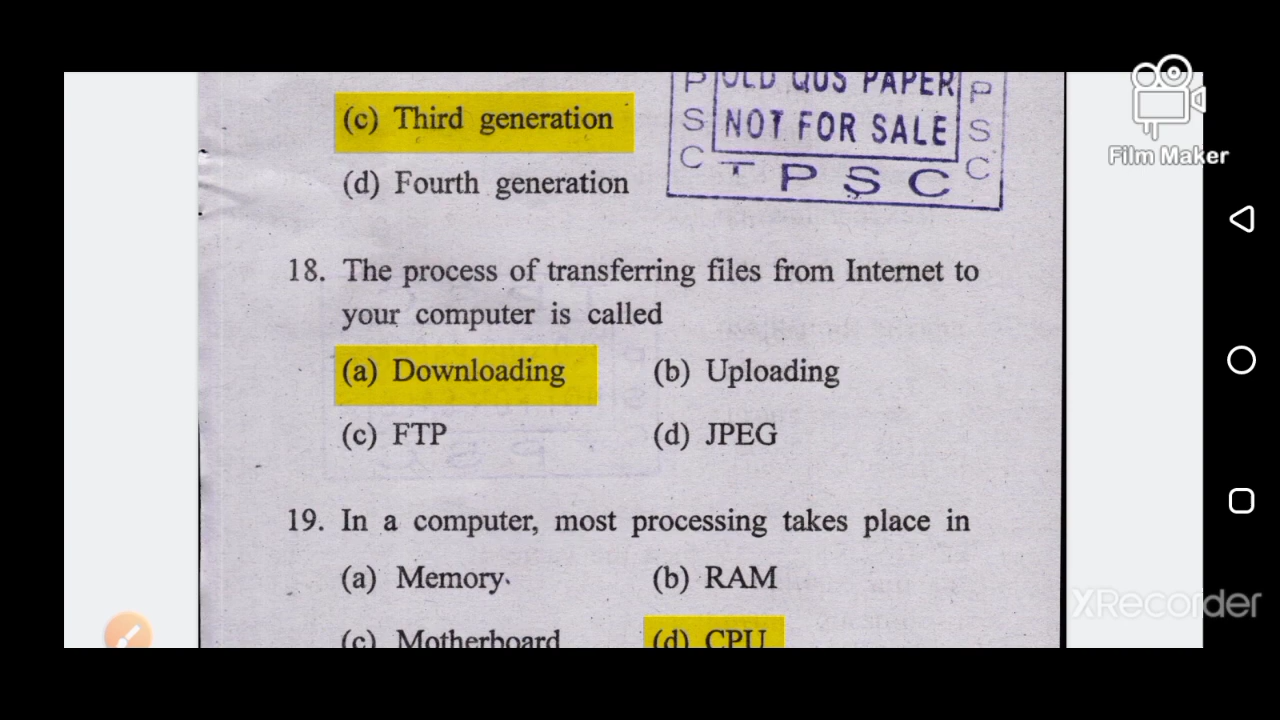 OLD QUS PAPER
NOT FOR SALE
P S C
T P S C
P S C
(c) Third generation
(d) Fourth generation
Film Maker
18. The process of transferring files from Internet to
your computer is called
(a) Downloading (b) Uploading
(c) FTP (d) JPEG
19. In a computer, most processing takes place in
(a) Memory (b) RAM
(c) Motherboard (d) CPU
XRecorder